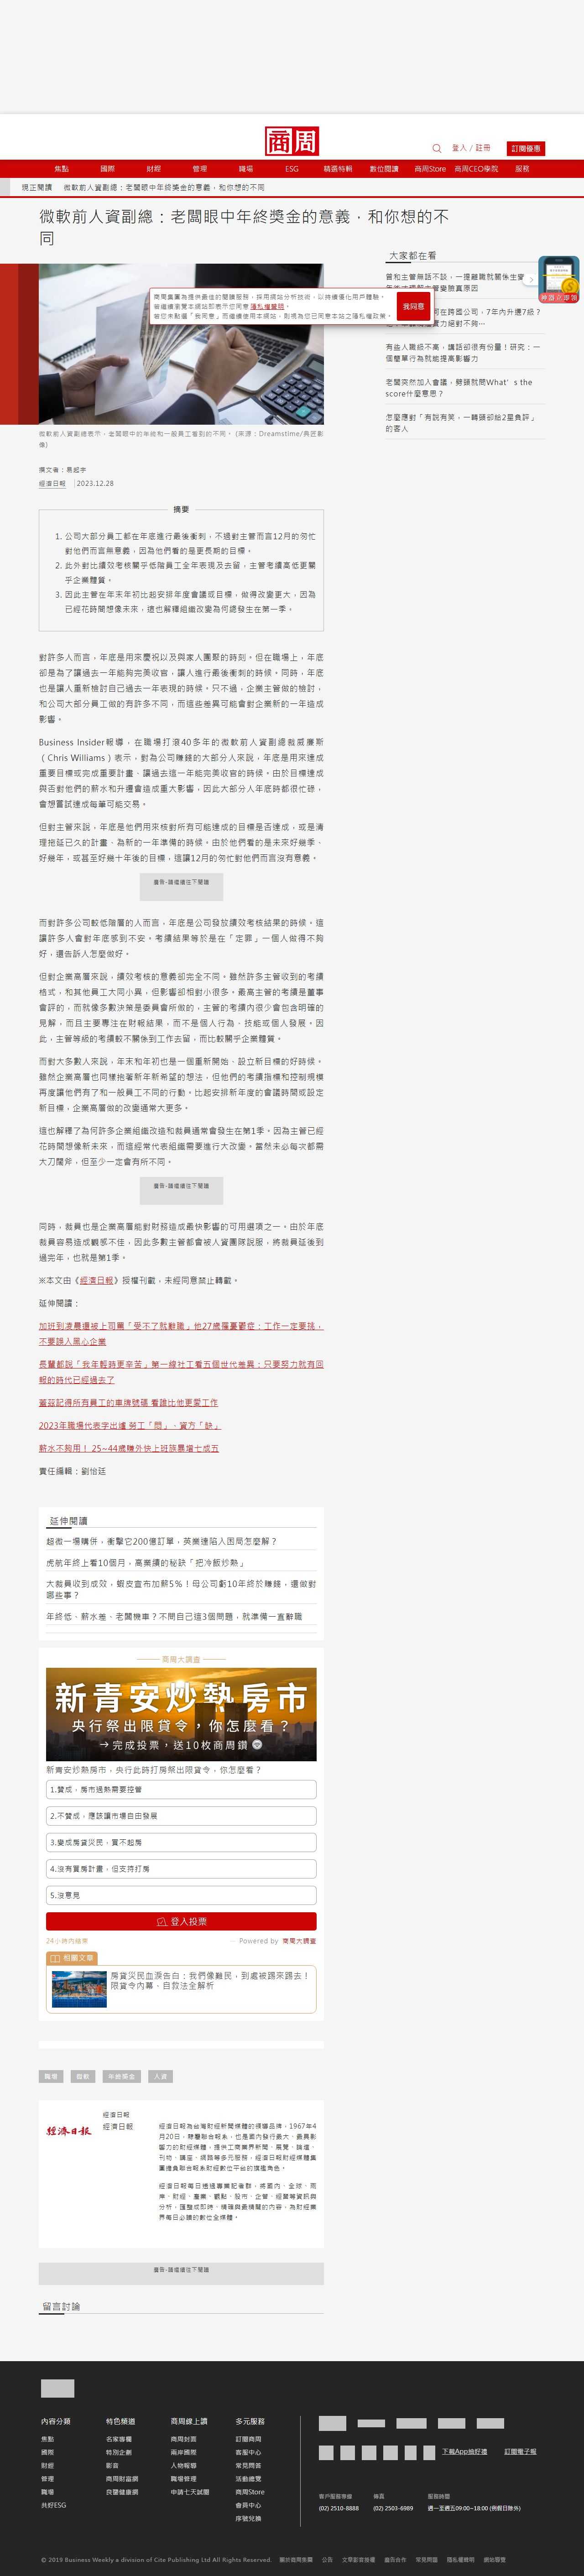 商周
登入 / 註冊
訂閱優惠
焦點 國際 財經 管理 職場 ESG 精選特輯 數位閱讀 商周Store 商周CEO學院 服務
現正閱讀 微軟前人資副總：老闆眼中年終獎金的意義，和你想的不同
微軟前人資副總：老闆眼中年終獎金的意義，和你想的不
同
大家都在看
曾和主管無話不談，一提離職就關係生變
有些人職級不高，講話卻很有份量！研究：一
個簡單行為就能提高影響力
老闆突然加入會議，劈頭就問What's the
score什麼意思？
怎麼應對「有說有笑，一轉頭卻給2星負評」
的客人
商周集團為提供最佳的閱讀服務，採用網站分析技術，以持續優化用戶體驗。
若繼續瀏覽本網站即表示您同意隱私權聲明。
若您未點選「我同意」而繼續使用本網站，則視為您已同意本站之隱私權政策。
我同意
微軟前人資副總表示，老闆眼中的年終和一般員工看到的不同。 (來源：Dreamstime/典匠影
像)
撰文者：易起宇
經濟日報 2023.12.28
摘要
1. 公司大部分員工都在年底進行最後衝刺，不過對主管而言12月的匆忙
對他們而言無意義，因為他們看的是更長期的目標。
2. 此外對比績效考核關乎低階員工全年表現及去留，主管考績高低更關
乎企業體質。
3. 因此主管在年末年初比起安排年度會議或目標，做得改變更大，因為
已經花時間想像未來，這也解釋組織改變為何總發生在第一季。
對許多人而言，年底是用來慶祝以及與家人團聚的時刻。但在職場上，年底
卻是為了讓過去一年能夠完美收官，讓人進行最後衝刺的時候。同時，年底
也是讓人重新檢討自己過去一年表現的時候。只不過，企業主管做的檢討，
和公司大部分員工做的有許多不同，而這些差異可能會對企業新的一年造成
影響。
Business Insider報導，在職場打滾40多年的微軟前人資副總裁威廉斯
（Chris Williams）表示，對為公司賺錢的大部分人來說，年底是用來達成
重要目標或完成重要計畫、讓過去這一年能完美收官的時候。由於目標達成
與否對他們的薪水和升遷會造成重大影響，因此大部分人年底時都很忙碌，
會想嘗試達成每筆可能交易。
但對主管來說，年底是他們用來核對所有可能達成的目標是否達成，或是清
理拖延已久的計畫、為新的一年準備的時候。由於他們看的是未來好幾季、
好幾年，或甚至好幾十年後的目標，這讓12月的匆忙對他們而言沒有意義。
廣告-請繼續往下閱讀
而對許多公司較低階層的人而言，年底是公司發放績效考核結果的時候。這
讓許多人會對年底感到不安。考績結果等於是在「定罪」一個人做得不夠
好，還告訴人怎麼做好。
但對企業高層來說，績效考核的意義卻完全不同。雖然許多主管收到的考績
格式，和其他員工大同小異，但影響卻相對小很多。最高主管的考績是董事
會評的，而就像多數決策是委員會所做的，主管的考績內很少會包含明確的
見解，而且主要專注在財報結果，而不是個人行為、技能或個人發展。因
此，主管等級的考績較不關係到工作去留，而比較關乎企業體質。
而對大多數人來說，年末和年初也是一個重新開始、設立新目標的好時候。
雖然企業高層也同樣抱著新年新希望的想法，但他們的考績指標和控制規模
再度讓他們有了和一般員工不同的行動。比起安排新年度的會議時間或設定
新目標，企業高層做的改變通常大更多。
這也解釋了為何許多企業組織改造和裁員通常會發生在第1季。因為主管已經
花時間想像新未來，而這經常代表組織需要進行大改變。當然未必每次都需
大刀闊斧，但至少一定會有所不同。
廣告-請繼續往下閱讀
同時，裁員也是企業高層能對財務造成最快影響的可用選項之一。由於年底
裁員容易造成觀感不佳，因此多數主管都會被人資團隊說服，將裁員延後到
過完年，也就是第1季。
※本文由《經濟日報》授權刊載，未經同意禁止轉載。
延伸閱讀：
加班到凌晨還被上司罵「受不了就辭職」他27歲罹憂鬱症：工作一定要挑，
不要誤入黑心企業
長輩都說「我年輕時更辛苦」第一線社工看五個世代差異：只要努力就有回
報的時代已經過去了
蓋茲記得所有員工的車牌號碼 看誰比他更愛工作
2023年職場代表字出爐 勞工「悶」、資方「缺」
薪水不夠用！ 25~44歲賺外快上班族暴增七成五
責任編輯：劉怡廷
延伸閱讀
超微一場購併，衝擊它200億訂單，英業達陷入困局怎麼解？
虎航年終上看10個月，高業績的秘訣「把冷飯炒熱」
大裁員收到成效，蝦皮宣布加薪5%！母公司虧10年終於賺錢，還做對
哪些事？
年終低、薪水差、老闆機車？不問自己這3個問題，就準備一直辭職
商周大調查
新青安炒熱房市
央行祭出限貸令，你怎麼看？
→完成投票，送10枚商周鑽
新青安炒熱房市，央行此時打房祭出限貸令，你怎麼看？
1.贊成，房市過熱需要控管
2.不贊成，應該讓市場自由發展
3.變成房貸災民，買不起房
4.沒有買房計畫，但支持打房
5.沒意見
登入投票
24小時內結束
Powered by 商周大調查
相關文章
房貸災民血淚告白：我們像難民，到處被踢來踢去！
限貸令內幕、自救法全解析
職場 微軟 年終獎金 人資
經濟日報
經濟日報
經濟日報
經濟日報為台灣財經新聞媒體的領導品牌，1967年4
月20日，隸屬聯合報系，也是國內發行最大、最具影
響力的財經媒體，提供工商業界新聞、展覽、論壇、
刊物、講座、網路等多元服務，經濟日報財經媒體集
團擔負聯合報系財經數位平台的旗艦角色。
經濟日報每日透過專業記者群，將國內、全球、兩
岸、財經、產業、觀點、股市、企管、經營等資訊與
分析，匯整成即時、精確與最精闢的內容，為財經業
界每日必讀的數位全媒體。
廣告-請繼續往下閱讀
留言討論
內容分類 特色頻道 商周線上讀 多元服務
焦點 名家專欄 商周封面 訂閱商周
國際 特別企劃 兩岸國際 客服中心
財經 影音 人物報導 常見問答
管理 商周財富網 職場管理 活動總覽
職場 良醫健康網 申請七天試閱 商周Store
共好ESG 會員中心
序號兌換
下載App抽好禮 訂閱電子報
客戶服務專線 傳真 服務時間
(02) 2510-8888 (02) 2503-6989 週一至週五09:00~18:00 (例假日除外)
© 2019 Business Weekly a division of Cite Publishing Ltd All Rights Reserved. 關於商周集團 公告 文章影音授權 廣告合作 常見問題 隱私權聲明 網站導覽